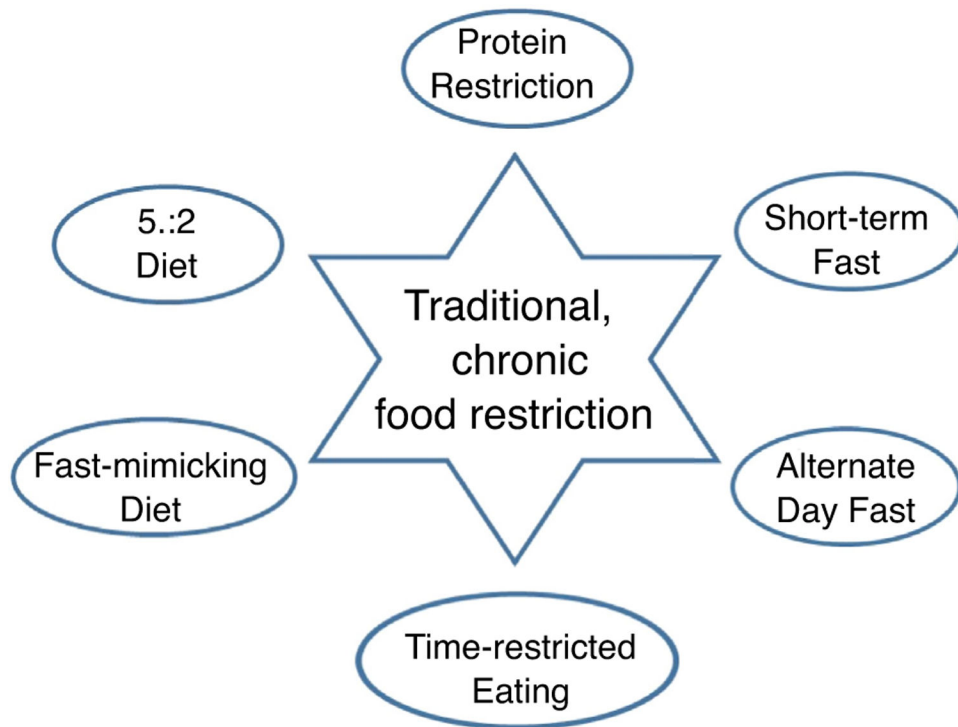 Protein
Restriction
5.:2
Diet
Short-term
Fast
Traditional,
chronic
food restriction
Fast-mimicking
Diet
Alternate
Day Fast
Time-restricted
Eating